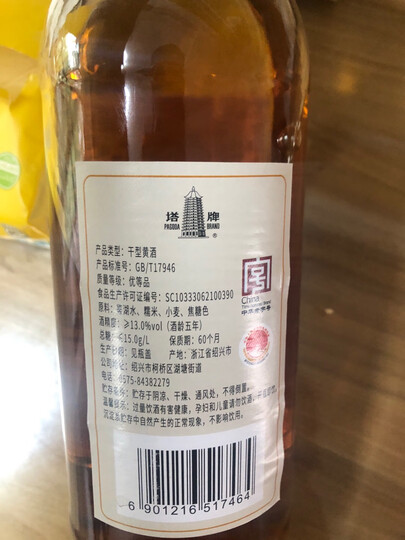 塔 牌
PAGODA BRAND ®
产品类型：干型黄酒
产品标准号：GB/T17946
质量等级：优等品
食品生产许可证编号：SC10333062100390
原料：鉴湖水、糯米、小麦、焦糖色
酒精度：≥13.0%vol（酒龄五年）
总糖：≤15.0g/L 保质期：60个月
生产日期：见瓶盖 产地：浙江省绍兴市
公司地址：绍兴市柯桥区湖塘街道
电话：0575-84382279
贮存条件：贮存于阴凉、干燥、通风处，不得倒置。
温馨提示：过量饮酒有害健康，孕妇和儿童请勿饮酒。
沉淀系贮存中自然产生的正常现象，不影响饮用。
China
中华老字号
6 901216 517464